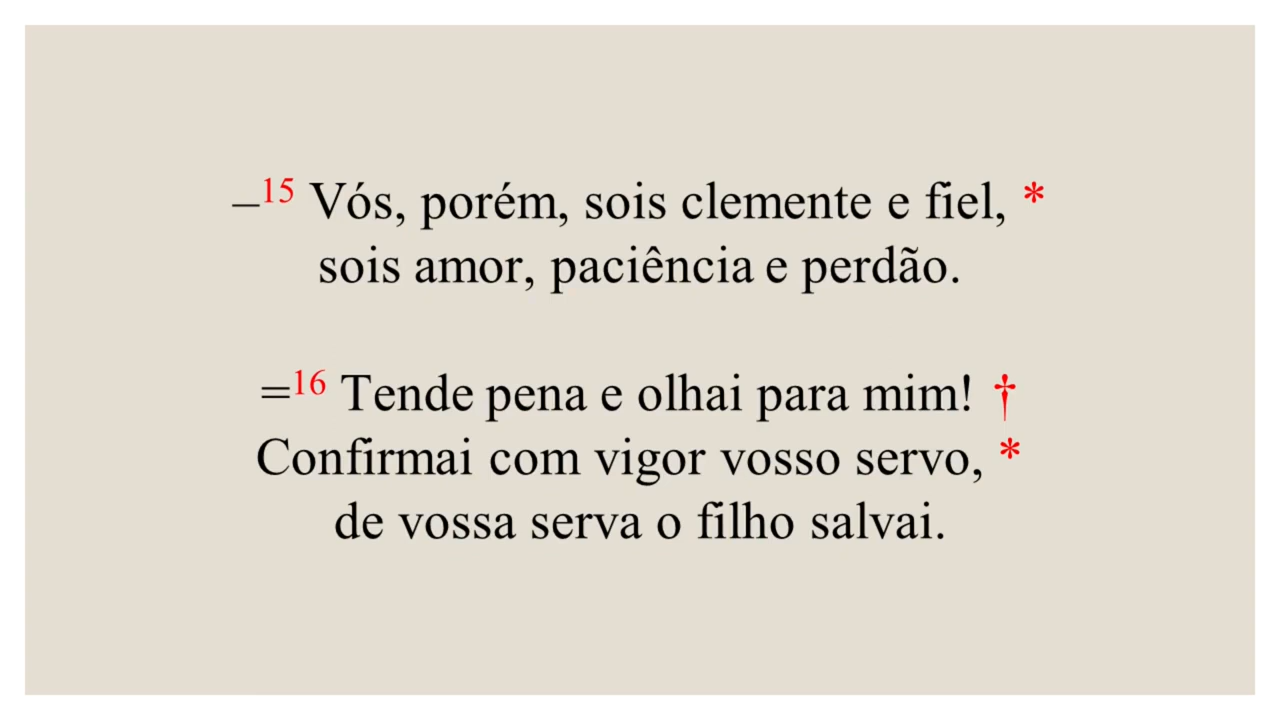 –15 Vós, porém, sois clemente e fiel, *
sois amor, paciência e perdão.
=16 Tende pena e olhai para mim! †
Confirmai com vigor vosso servo, *
de vossa serva o filho salvai.